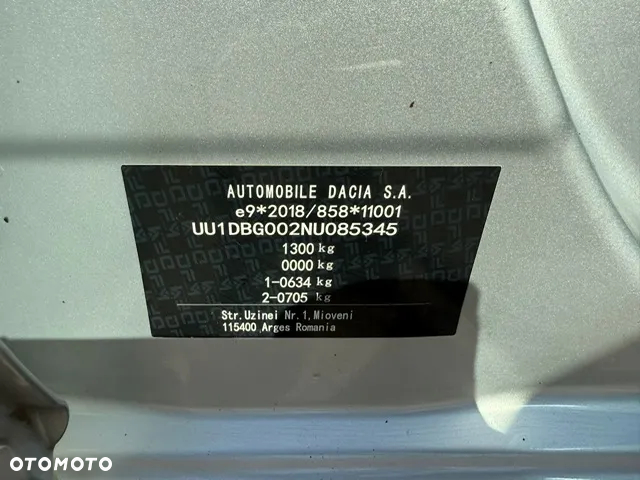 AUTOMOBILE DACIA S.A.
e9*2018/858*11001
UU1DBG002NU085345
1300 kg
0000 kg
1-0634 kg
2-0705 kg
Str.Uzinei Nr.1,Mioveni
115400 Arges Romania
OTOMOTO